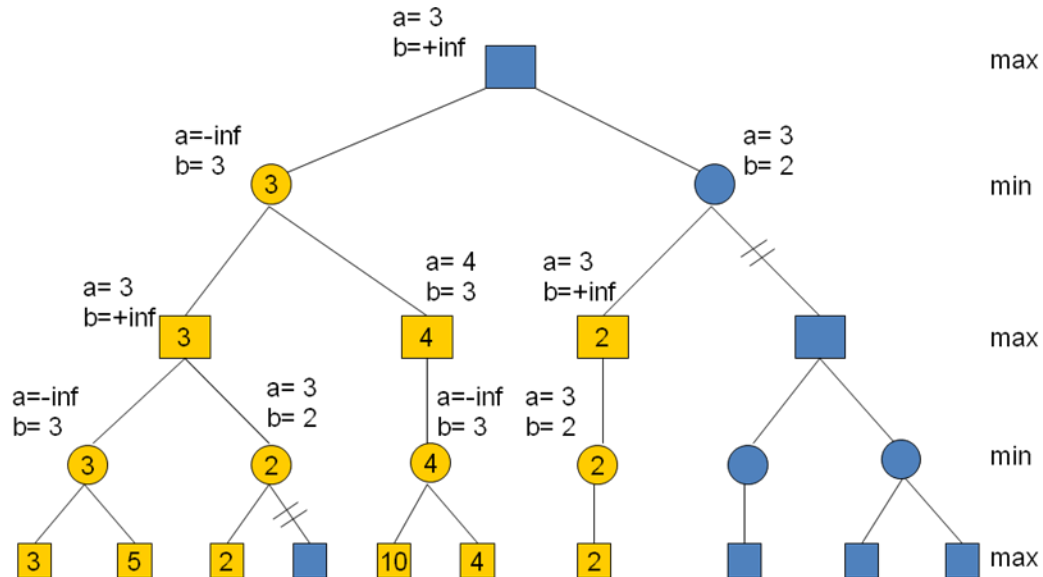 a= 3
b=+inf
max
a=-inf
b= 3
3
a= 3
b= 2
min
a= 3
b=+inf
3
a= 4
b= 3
4
a= 3
b=+inf
2
max
a=-inf
b= 3
3
a= 3
b= 2
2
a=-inf
b= 3
4
a= 3
b= 2
2
min
3
5
2
10
4
2
max